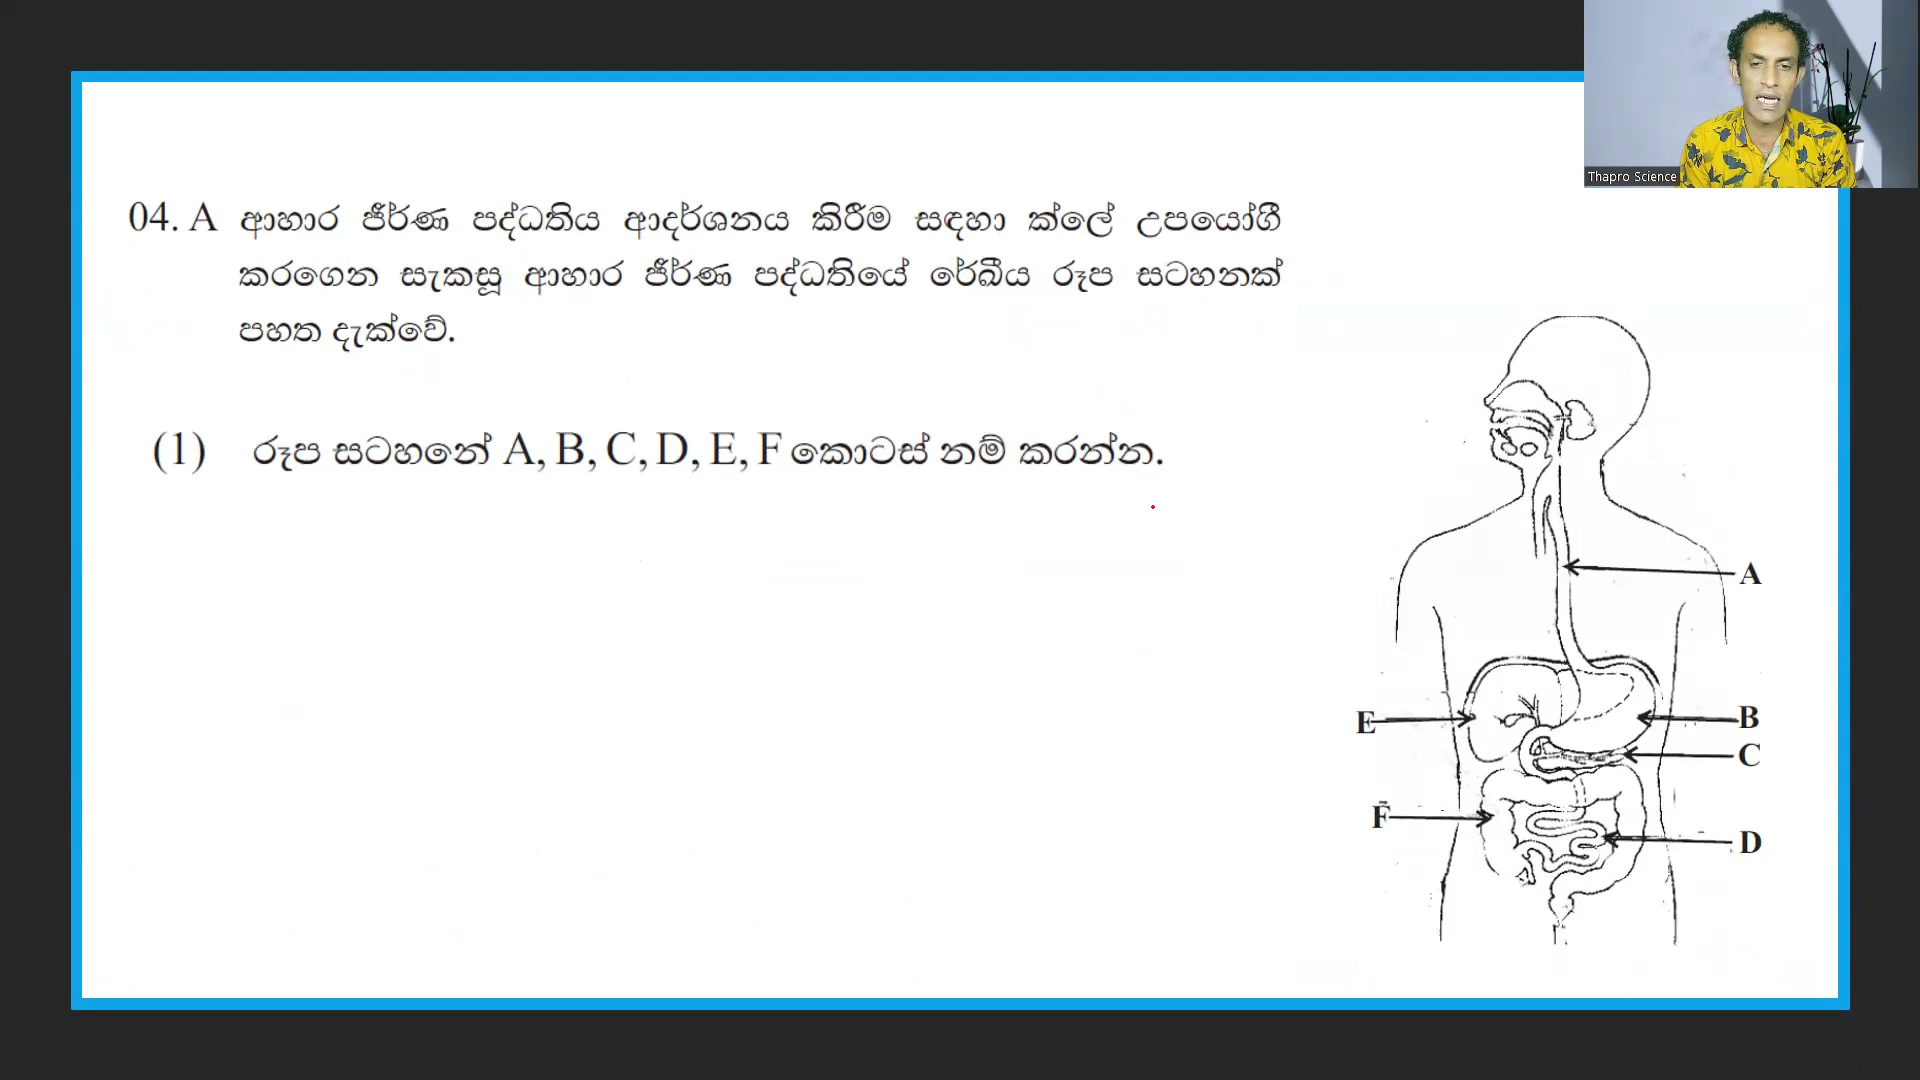 Thapro Science
04. A ආහාර ජීර්ණ පද්ධතිය ආදර්ශනය කිරීම සඳහා ක්ලේ උපයෝගී
කරගෙන සැකසූ ආහාර ජීර්ණ පද්ධතියේ රේඛීය රූප සටහනක්
පහත දැක්වේ.
(1) රූප සටහනේ A, B, C, D, E, F කොටස් නම් කරන්න.
A
E
B
C
F
D